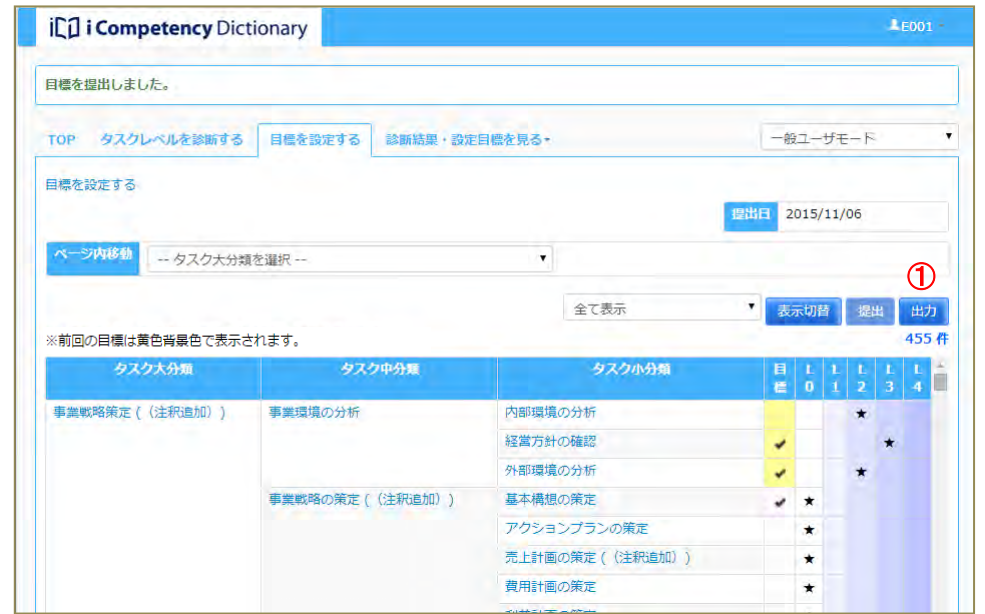 iCD i Competency Dictionary
E001
目標を提出しました。
TOP タスクレベルを診断する 目標を設定する 診断結果・設定目標を見る 一般ユーザモード
目標を設定する
提出日 2015/11/06
ページ内移動 -- タスク大分類を選択 --
①
全て表示 表示切替 提出 出力
※前回の目標は黄色背景色で表示されます。 455 件
タスク大分類 タスク中分類 タスク小分類 目標 L0 L1 L2 L3 L4
事業戦略策定 ( (注釈追加) ) 事業環境の分析 内部環境の分析 ★
経営方針の確認 ✔ ★
外部環境の分析 ✔ ★
事業戦略の策定 ( (注釈追加) ) 基本構想の策定 ✔ ★
アクションプランの策定 ★
売上計画の策定 ( (注釈追加) ) ★
費用計画の策定 ★